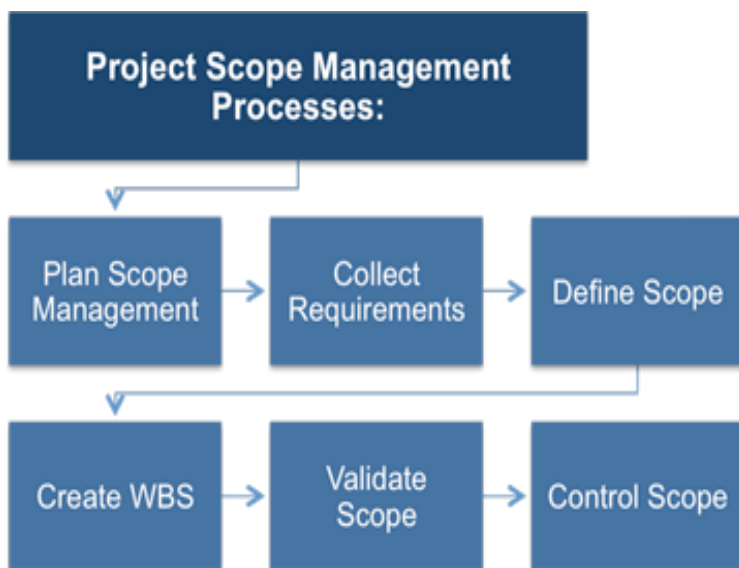 Project Scope Management
Processes:
Plan Scope
Management
Collect
Requirements
Define Scope
Create WBS
Validate
Scope
Control Scope